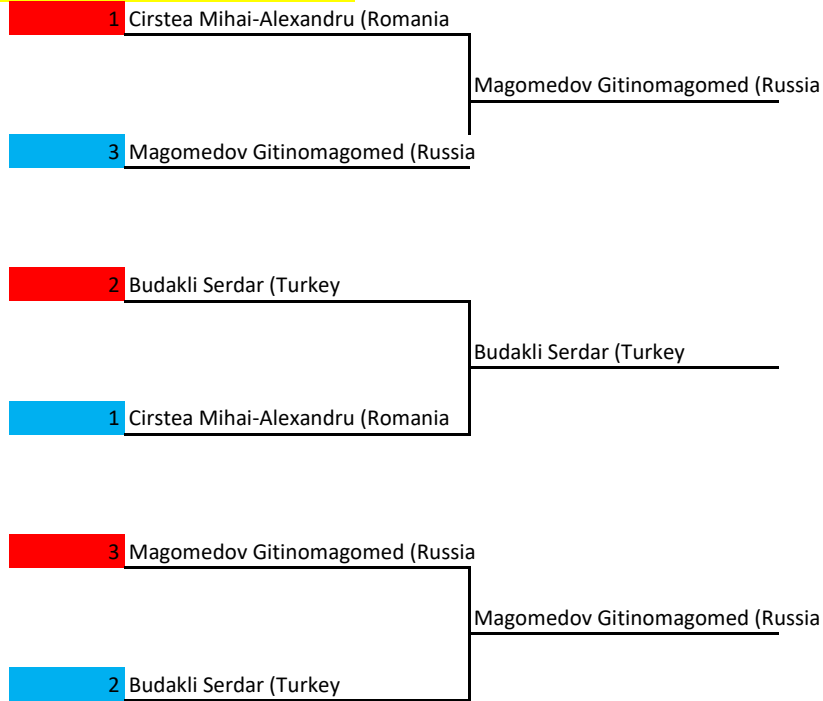 1 Cirstea Mihai-Alexandru (Romania
Magomedov Gitinomagomed (Russia
3 Magomedov Gitinomagomed (Russia
2 Budakli Serdar (Turkey
Budakli Serdar (Turkey
1 Cirstea Mihai-Alexandru (Romania
3 Magomedov Gitinomagomed (Russia
Magomedov Gitinomagomed (Russia
2 Budakli Serdar (Turkey